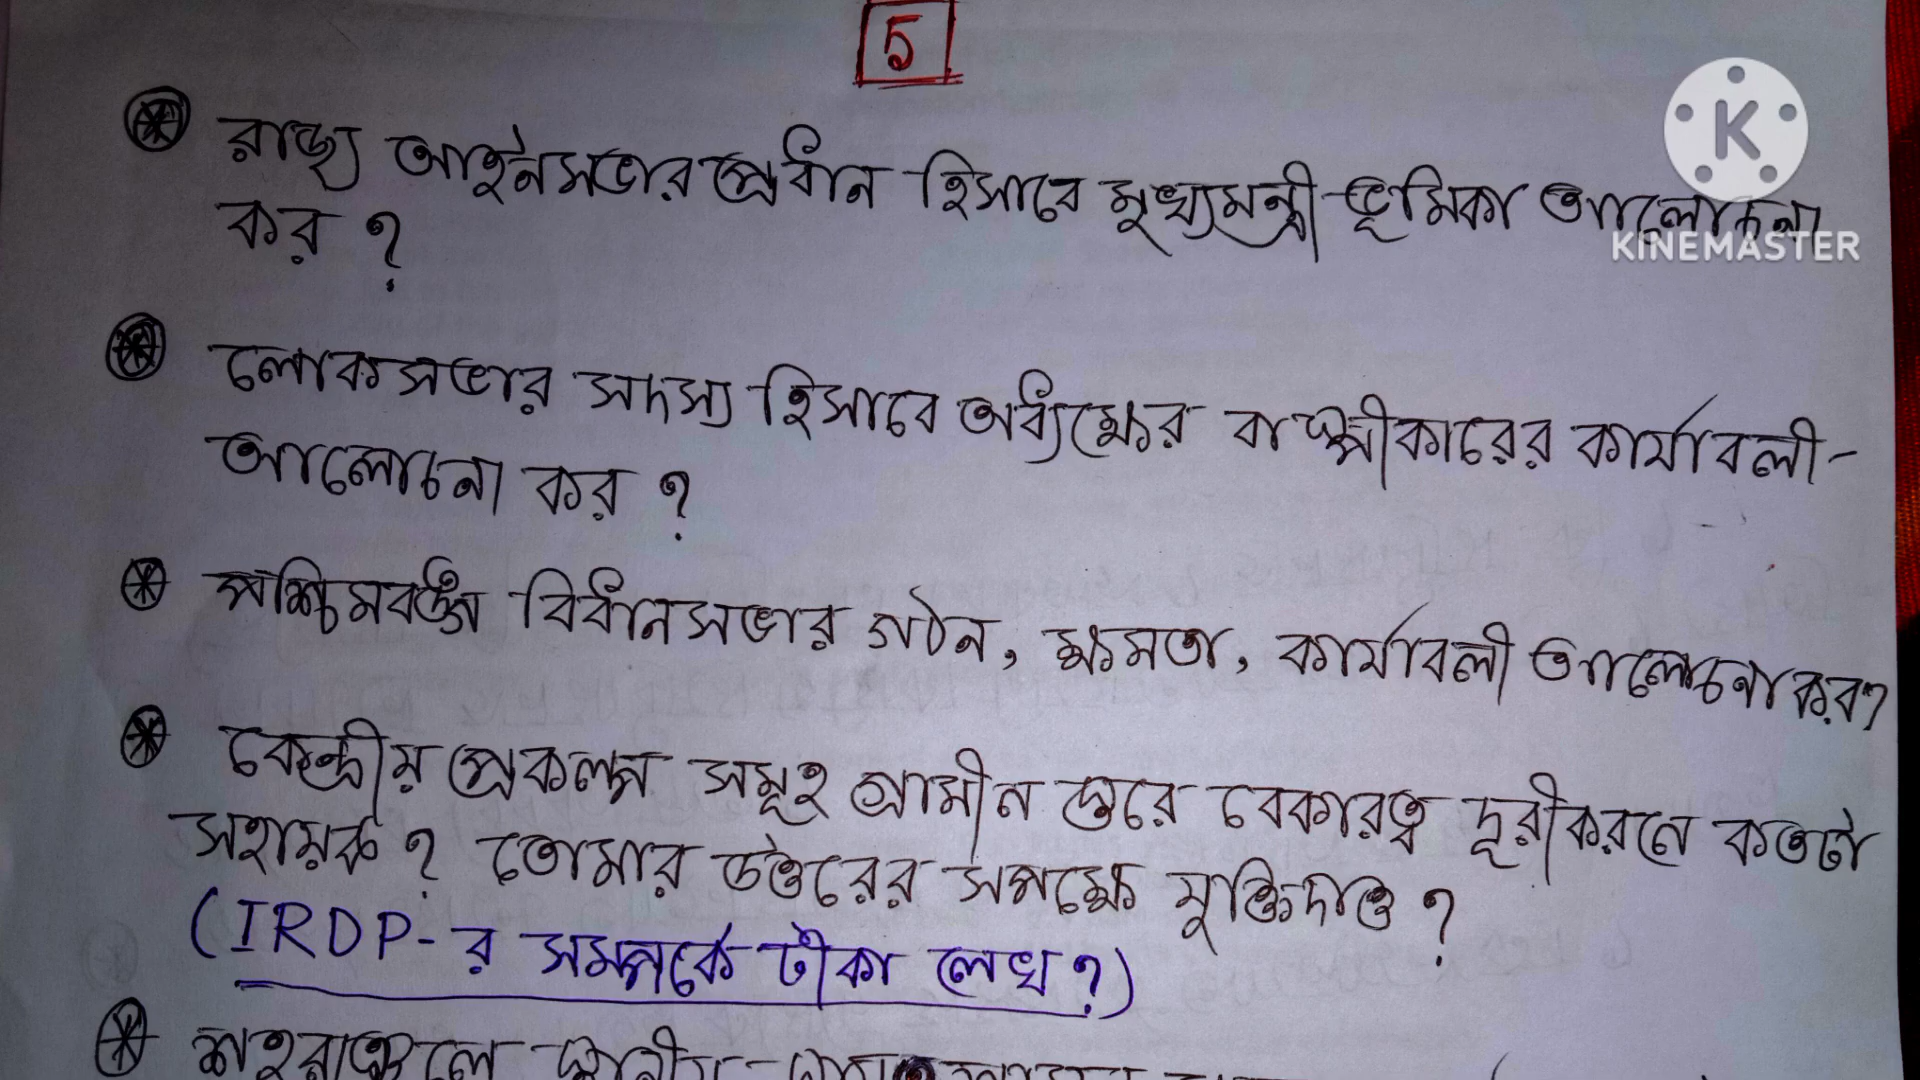 5
রাজ্য আইনসভার প্রধান হিসাবে মুখ্যমন্ত্রী ভূমিকা আলোচনা
কর ?
KINEMASTER
লোকসভার সদস্য হিসাবে অধ্যক্ষের বা স্পীকারের কার্যাবলী-
আলোচনা কর ?
পশ্চিমবঙ্গ বিধানসভার গঠন, ক্ষমতা, কার্যাবলী আলোচনা কর?
কেন্দ্রীয় প্রকল্প সমূহ গ্রামীন স্তরে বেকারত্ব দূরীকরনে কতটা
সহায়ক ? তোমার উত্তরের সপক্ষে যুক্তি দাও ?
(IRDP-র সম্পর্কে টীকা লেখ ?)
শহরাঞ্চলে স্থানীয়